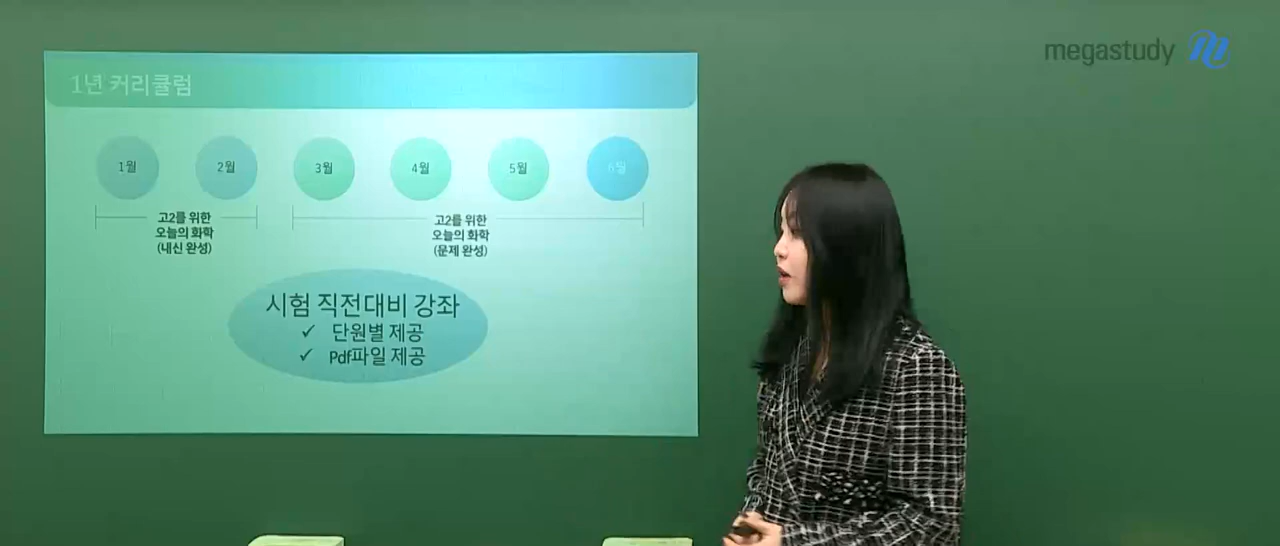 megastudy
1년 커리큘럼
1월
2월
3월
4월
5월
6월
고2를 위한
오늘의 화학
(내신 완성)
고2를 위한
오늘의 화학
(문제 완성)
시험 직전대비 강좌
✓ 단원별 제공
✓ Pdf파일 제공